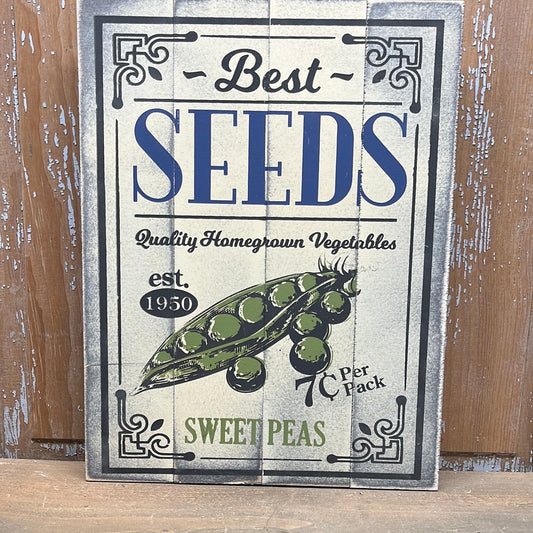 ~ Best ~
SEEDS
Quality Homegrown Vegetables
est.
1950
7¢ Per
Pack
SWEET PEAS